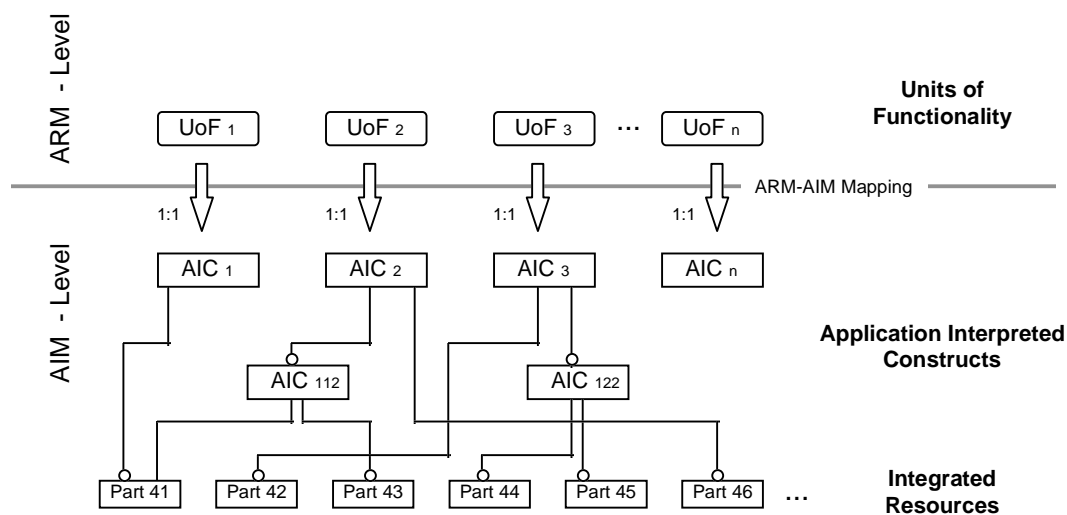 ARM - Level
Units of
Functionality
UoF 1
UoF 2
UoF 3
...
UoF n
ARM-AIM Mapping
1:1
1:1
1:1
1:1
AIM - Level
AIC 1
AIC 2
AIC 3
AIC n
Application Interpreted
Constructs
AIC 112
AIC 122
Part 41
Part 42
Part 43
Part 44
Part 45
Part 46
...
Integrated
Resources